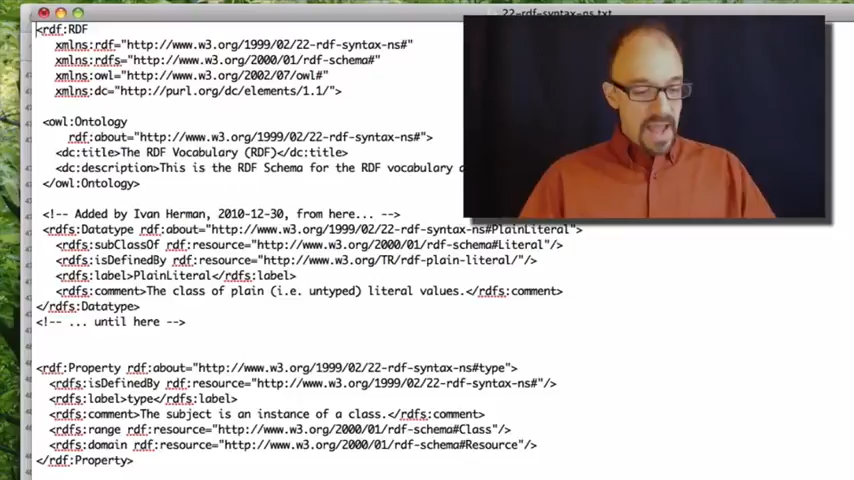 22-rdf-syntax-ns.txt
<rdf:RDF
xmlns:rdf="http://www.w3.org/1999/02/22-rdf-syntax-ns#"
xmlns:rdfs="http://www.w3.org/2000/01/rdf-schema#"
xmlns:owl="http://www.w3.org/2002/07/owl#"
xmlns:dc="http://purl.org/dc/elements/1.1/">
<owl:Ontology
rdf:about="http://www.w3.org/1999/02/22-rdf-syntax-ns#">
<dc:title>The RDF Vocabulary (RDF)</dc:title>
<dc:description>This is the RDF Schema for the RDF vocabulary
</owl:Ontology>
<!-- Added by Ivan Herman, 2010-12-30, from here... -->
<rdfs:Datatype rdf:about="http://www.w3.org/1999/02/22-rdf-syntax-ns#PlainLiteral">
<rdfs:subClassOf rdf:resource="http://www.w3.org/2000/01/rdf-schema#Literal"/>
<rdfs:isDefinedBy rdf:resource="http://www.w3.org/TR/rdf-plain-literal/"/>
<rdfs:label>PlainLiteral</rdfs:label>
<rdfs:comment>The class of plain (i.e. untyped) literal values.</rdfs:comment>
</rdfs:Datatype>
<!-- ... until here -->
<rdf:Property rdf:about="http://www.w3.org/1999/02/22-rdf-syntax-ns#type">
<rdfs:isDefinedBy rdf:resource="http://www.w3.org/1999/02/22-rdf-syntax-ns#"/>
<rdfs:label>type</rdfs:label>
<rdfs:comment>The subject is an instance of a class.</rdfs:comment>
<rdfs:range rdf:resource="http://www.w3.org/2000/01/rdf-schema#Class"/>
<rdfs:domain rdf:resource="http://www.w3.org/2000/01/rdf-schema#Resource"/>
</rdf:Property>